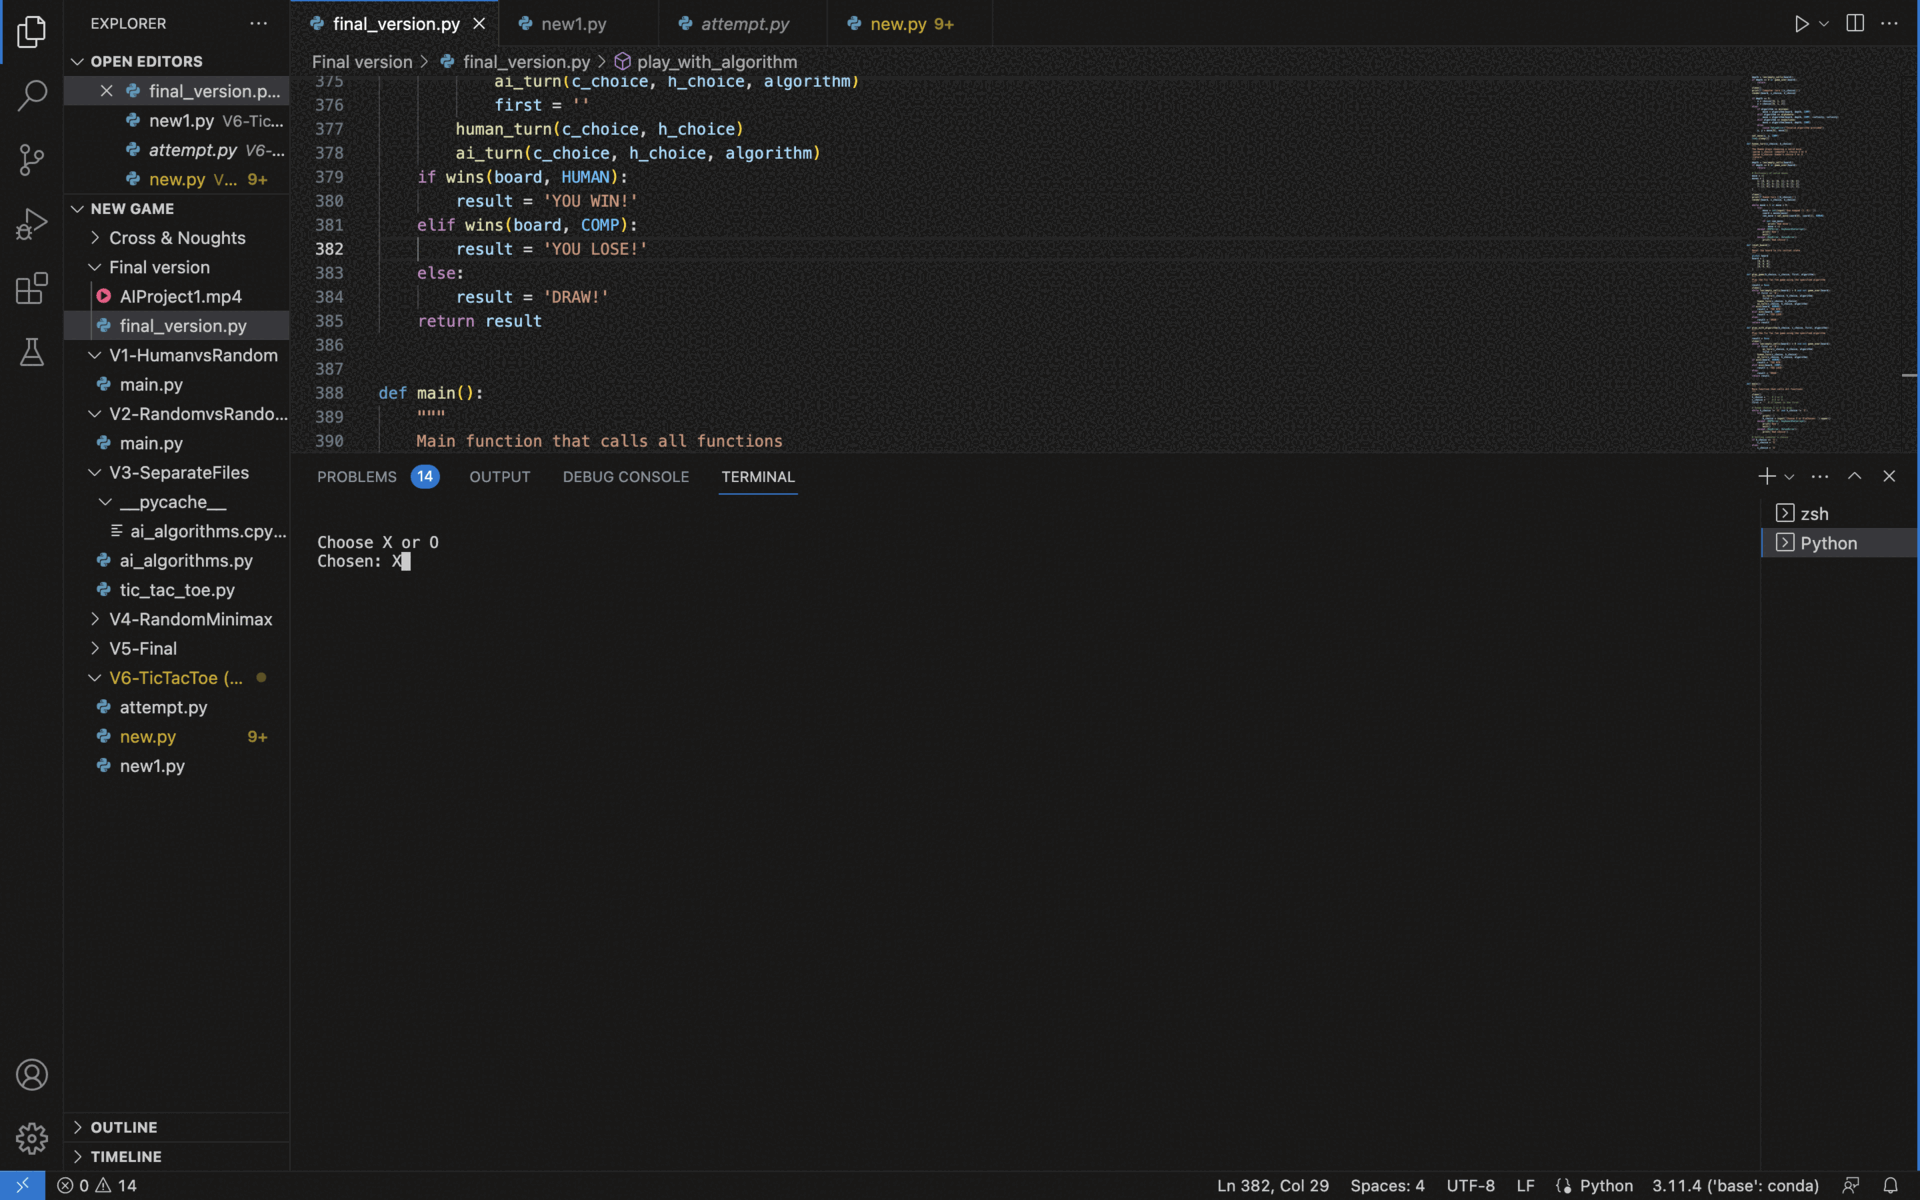 EXPLORER
OPEN EDITORS
final_version.p...
new1.py V6-Tic...
attempt.py V6-...
new.py V... 9+
NEW GAME
Cross & Noughts
Final version
AIProject1.mp4
final_version.py
V1-HumanvsRandom
main.py
V2-RandomvsRando...
main.py
V3-SeparateFiles
__pycache__
ai_algorithms.cpy...
ai_algorithms.py
tic_tac_toe.py
V4-RandomMinimax
V5-Final
V6-TicTacToe (...
attempt.py
new.py 9+
new1.py
OUTLINE
TIMELINE
final_version.py new1.py attempt.py new.py 9+
Final version > final_version.py > play_with_algorithm
375 ai_turn(c_choice, h_choice, algorithm)
376 first = ''
377 human_turn(c_choice, h_choice)
378 ai_turn(c_choice, h_choice, algorithm)
379 if wins(board, HUMAN):
380 result = 'YOU WIN!'
381 elif wins(board, COMP):
382 result = 'YOU LOSE!'
383 else:
384 result = 'DRAW!'
385 return result
386
387
388 def main():
389 """
390 Main function that calls all functions
PROBLEMS 14 OUTPUT DEBUG CONSOLE TERMINAL
Choose X or O
Chosen: X
zsh
Python
0 14 Ln 382, Col 29 Spaces: 4 UTF-8 LF Python 3.11.4 ('base': conda)